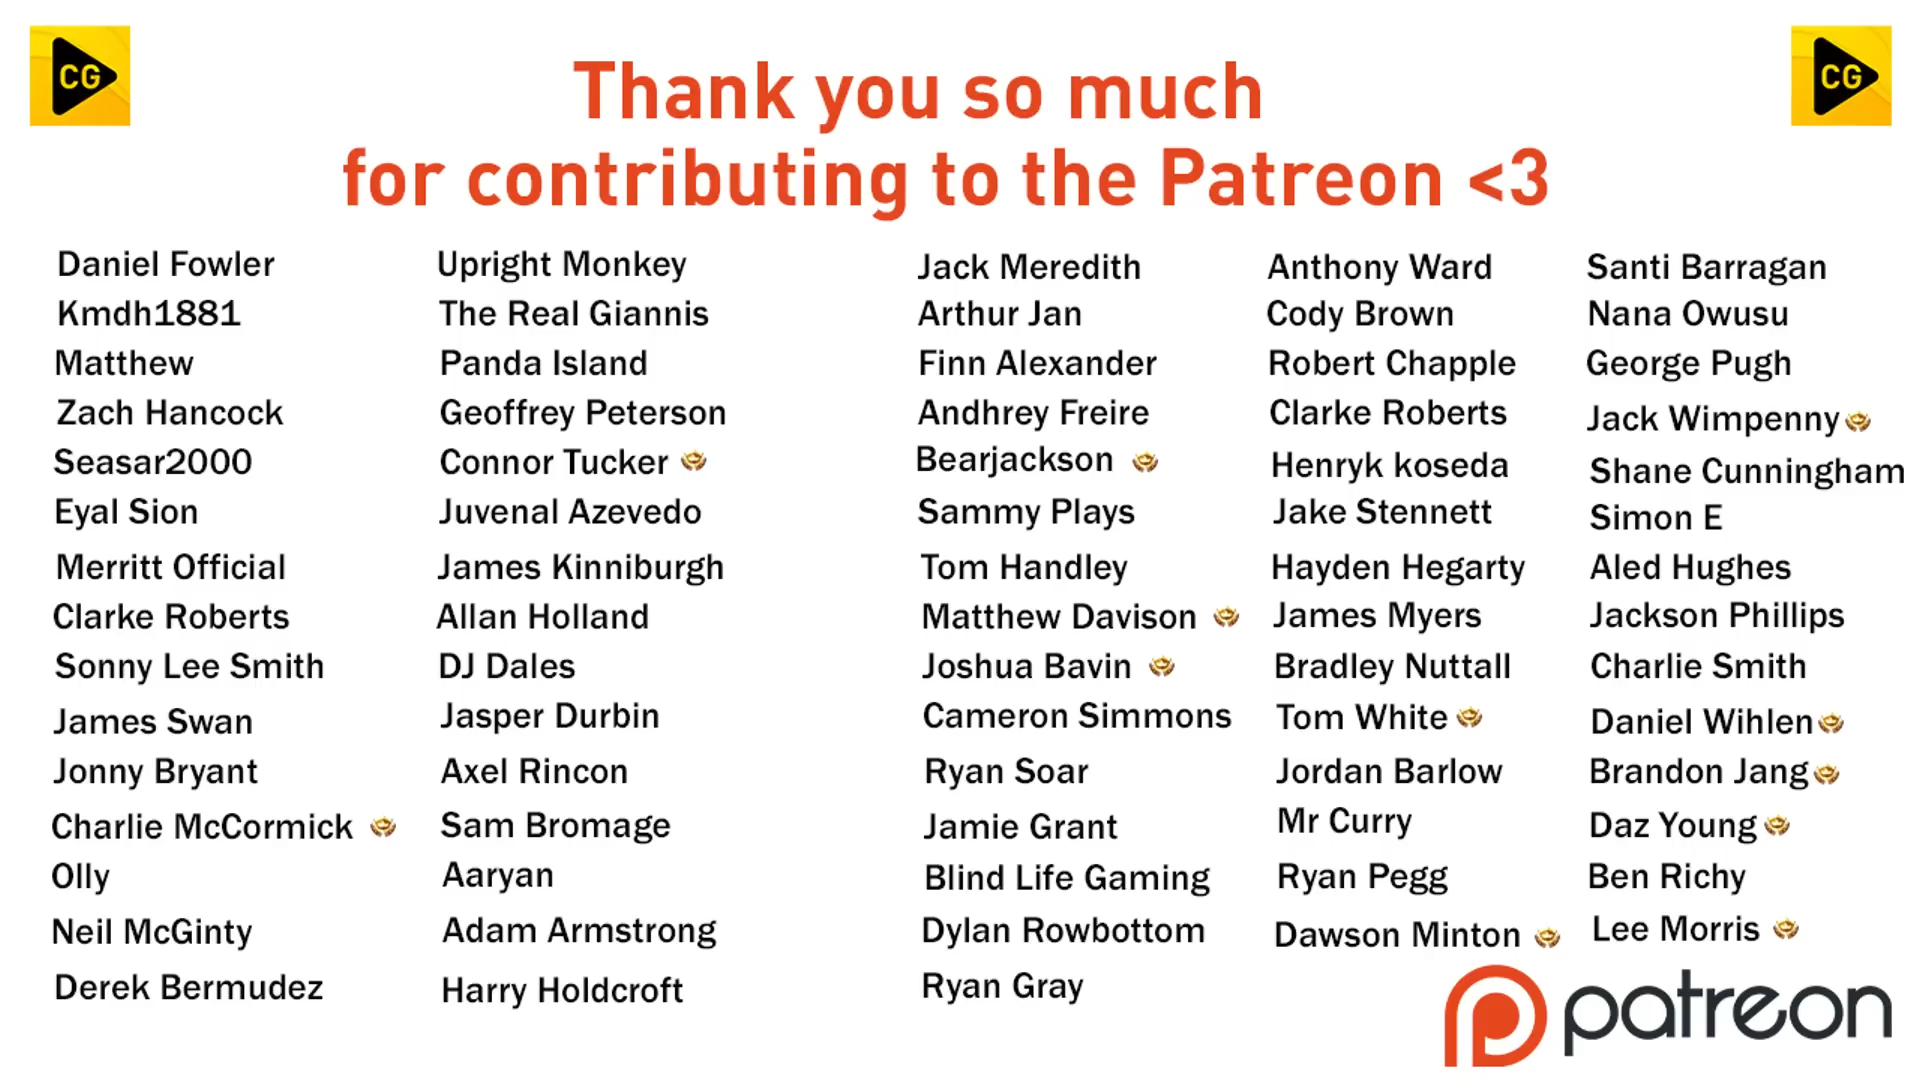 CG
CG
Thank you so much
for contributing to the Patreon <3
Daniel Fowler
Kmdh1881
Matthew
Zach Hancock
Seasar2000
Eyal Sion
Merritt Official
Clarke Roberts
Sonny Lee Smith
James Swan
Jonny Bryant
Charlie McCormick
Olly
Neil McGinty
Derek Bermudez
Upright Monkey
The Real Giannis
Panda Island
Geoffrey Peterson
Connor Tucker
Juvenal Azevedo
James Kinniburgh
Allan Holland
DJ Dales
Jasper Durbin
Axel Rincon
Sam Bromage
Aaryan
Adam Armstrong
Harry Holdcroft
Jack Meredith
Arthur Jan
Finn Alexander
Andhrey Freire
Bearjackson
Sammy Plays
Tom Handley
Matthew Davison
Joshua Bavin
Cameron Simmons
Ryan Soar
Jamie Grant
Blind Life Gaming
Dylan Rowbottom
Ryan Gray
Anthony Ward
Cody Brown
Robert Chapple
Clarke Roberts
Henryk koseda
Jake Stennett
Hayden Hegarty
James Myers
Bradley Nuttall
Tom White
Jordan Barlow
Mr Curry
Ryan Pegg
Dawson Minton
Santi Barragan
Nana Owusu
George Pugh
Jack Wimpenny
Shane Cunningham
Simon E
Aled Hughes
Jackson Phillips
Charlie Smith
Daniel Wihlen
Brandon Jang
Daz Young
Ben Richy
Lee Morris
patreon